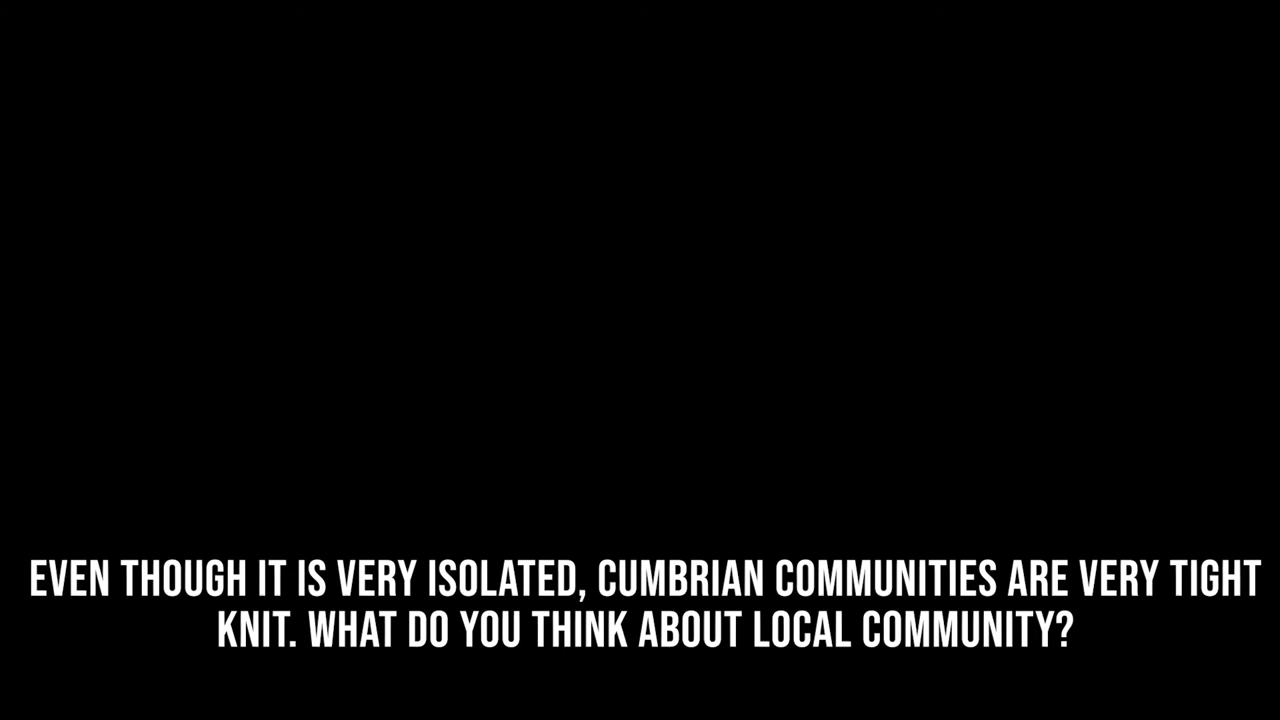 EVEN THOUGH IT IS VERY ISOLATED, CUMBRIAN COMMUNITIES ARE VERY TIGHT
KNIT. WHAT DO YOU THINK ABOUT LOCAL COMMUNITY?